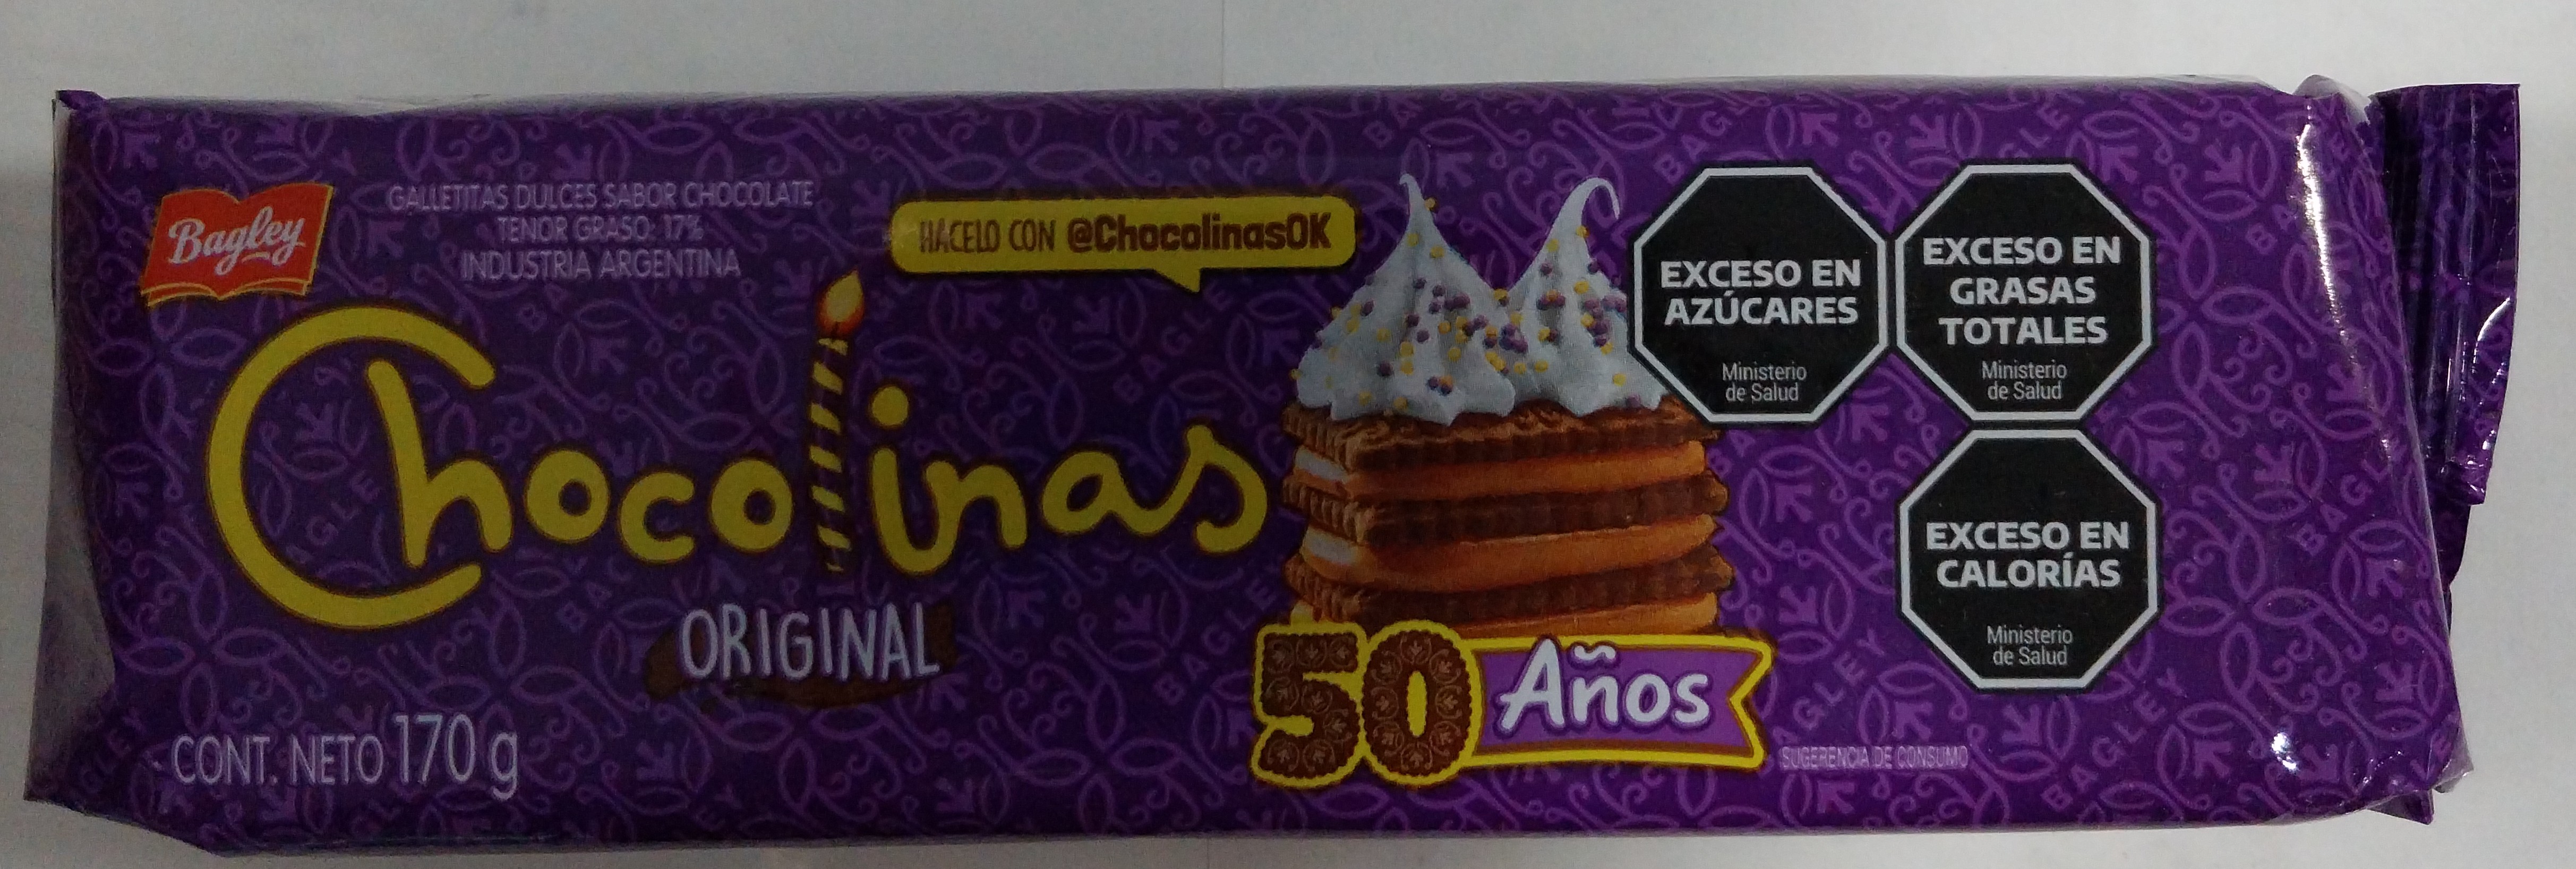 Bagley
GALLETITAS DULCES SABOR CHOCOLATE
TENOR GRASO: 17%
INDUSTRIA ARGENTINA
HACELO CON @ChocolinasOK
Chocolinas
ORIGINAL
CONT. NETO 170 g
50 Años
SUGERENCIA DE CONSUMO
EXCESO EN
AZÚCARES
Ministerio
de Salud
EXCESO EN
GRASAS
TOTALES
Ministerio
de Salud
EXCESO EN
CALORÍAS
Ministerio
de Salud